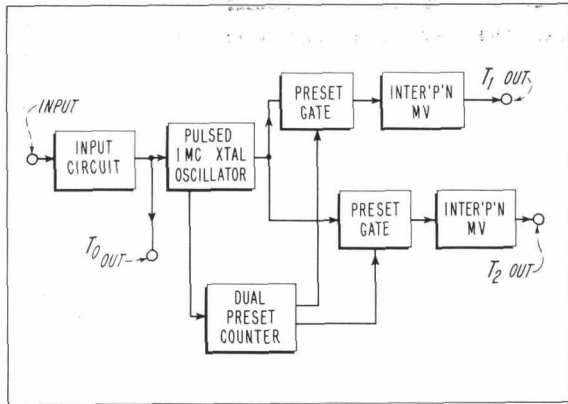 INPUT
INPUT
CIRCUIT
T0 OUT
PULSED
1 MC XTAL
OSCILLATOR
PRESET
GATE
INTER'P'N
MV
T1 OUT
PRESET
GATE
INTER'P'N
MV
T2 OUT
DUAL
PRESET
COUNTER